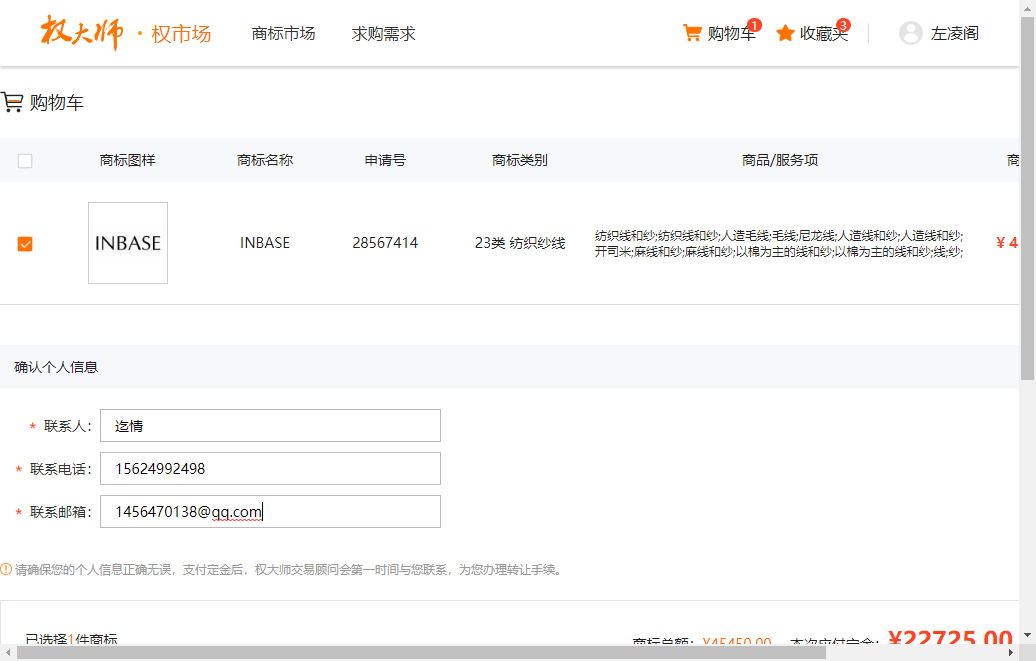 权大师 · 权市场 商标市场 求购需求 购物车 1 收藏夹 3 左凌阁
购物车
商标图样 商标名称 申请号 商标类别 商品/服务项 商
INBASE INBASE 28567414 23类 纺织纱线 纺织线和纱;纺织线和纱;人造毛线;毛线;尼龙线;人造线和纱;人造线和纱; ¥ 4
开司米;麻线和纱;麻线和纱;以棉为主的线和纱;以棉为主的线和纱;线;纱;
确认个人信息
* 联系人: 迄情
* 联系电话: 15624992498
* 联系邮箱: 1456470138@qq.com
请确保您的个人信息正确无误，支付定金后，权大师交易顾问会第一时间与您联系，为您办理转让手续。
已选择1件商标 商标总额: ¥45450.00 本次应付定金: ¥22725.00